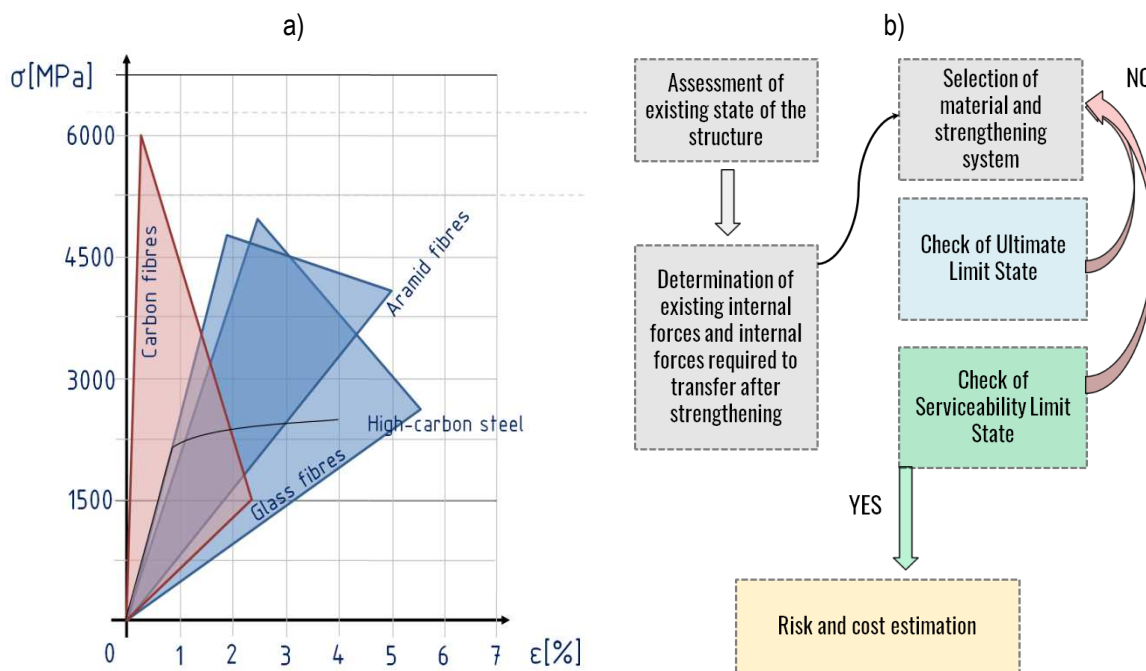 a)
σ[MPa]
6000
4500
3000
1500
0
1
2
3
4
5
6
7
ε[%]
Carbon fibres
Aramid fibres
High-carbon steel
Glass fibres
b)
Assessment of
existing state of the
structure
Determination of
existing internal
forces and internal
forces required to
transfer after
strengthening
Selection of
material and
strengthening
system
NO
Check of Ultimate
Limit State
Check of
Serviceability Limit
State
YES
Risk and cost estimation